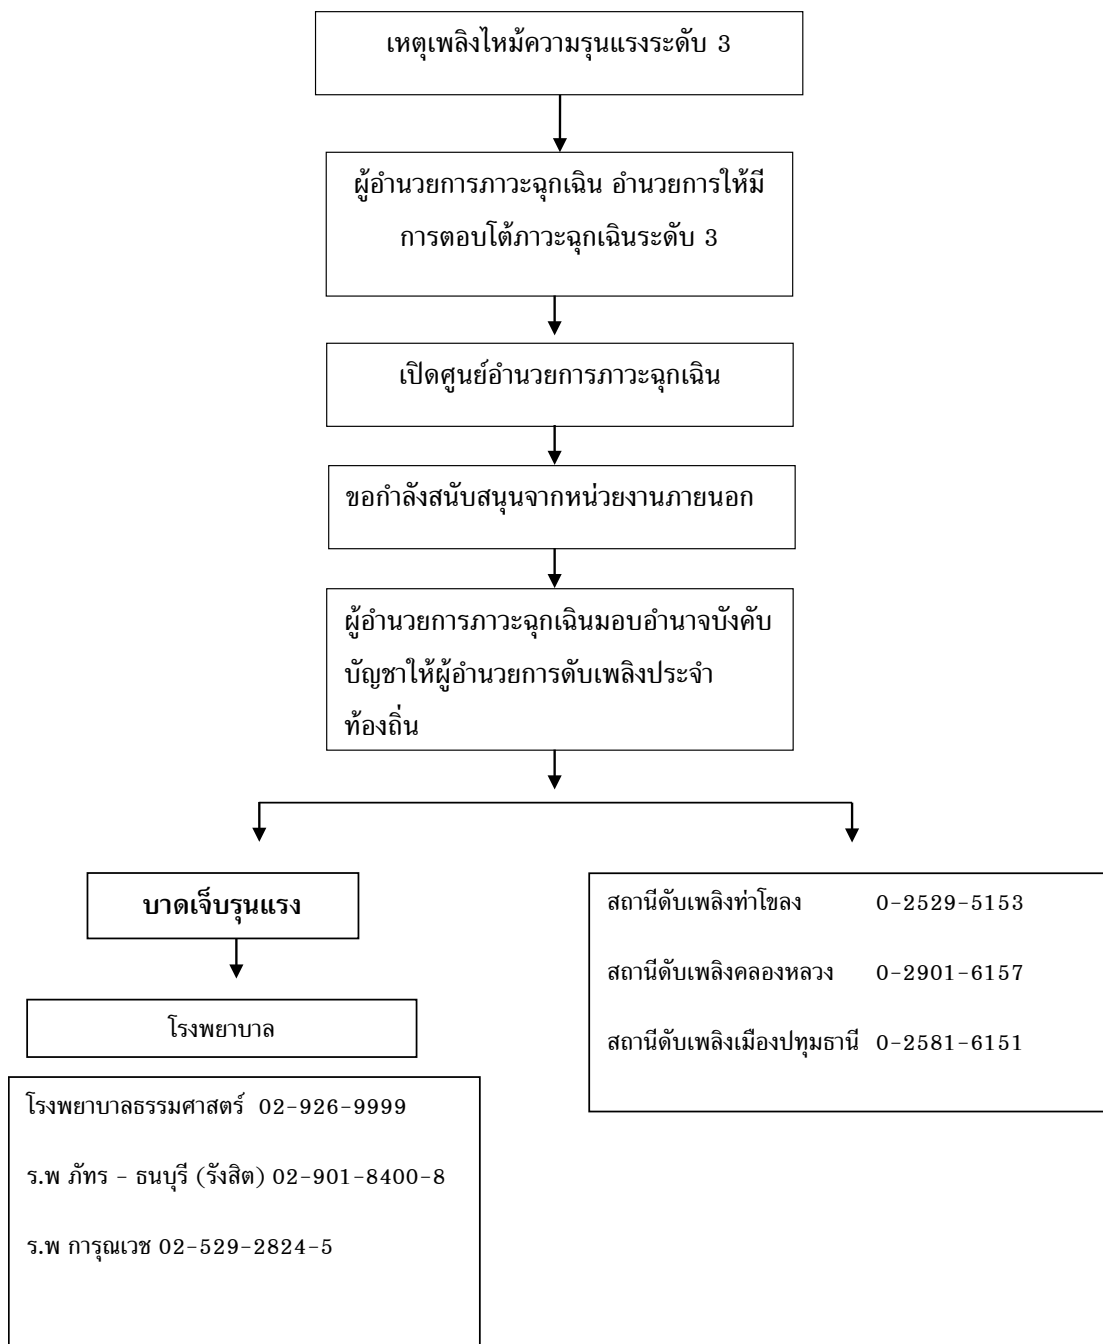 เหตุเพลิงไหม้ความรุนแรงระดับ 3
ผู้อำนวยการภาวะฉุกเฉิน อำนวยการให้มี
การตอบโต้ภาวะฉุกเฉินระดับ 3
เปิดศูนย์อำนวยการภาวะฉุกเฉิน
ขอกำลังสนับสนุนจากหน่วยงานภายนอก
ผู้อำนวยการภาวะฉุกเฉินมอบอำนาจบังคับ
บัญชาให้ผู้อำนวยการดับเพลิงประจำ
ท้องถิ่น
บาดเจ็บรุนแรง
โรงพยาบาล
โรงพยาบาลธรรมศาสตร์ 02-926-9999
ร.พ ภัทร - ธนบุรี (รังสิต) 02-901-8400-8
ร.พ การุณเวช 02-529-2824-5
สถานีดับเพลิงท่าโขลง 0-2529-5153
สถานีดับเพลิงคลองหลวง 0-2901-6157
สถานีดับเพลิงเมืองปทุมธานี 0-2581-6151